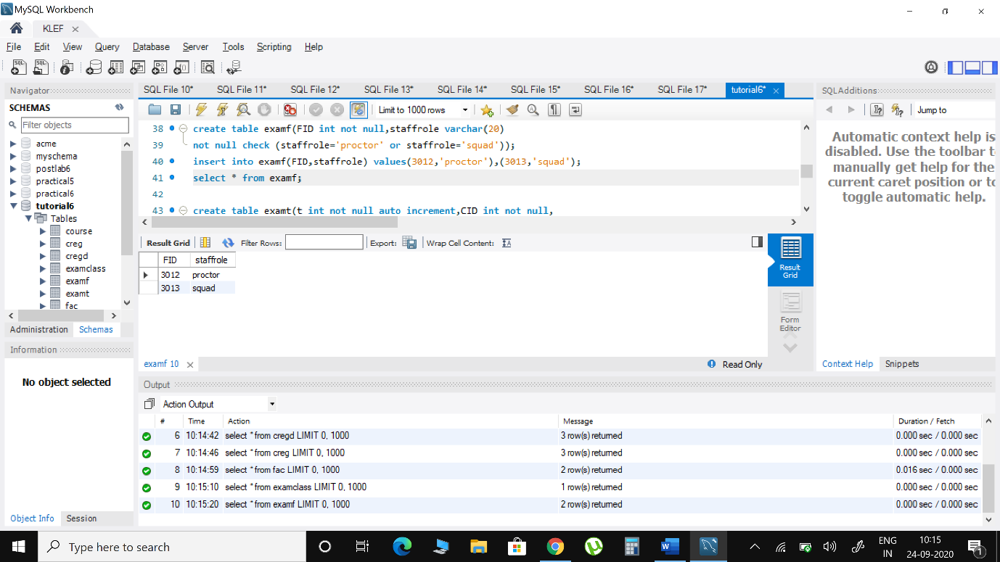 MySQL Workbench
KLEF
File Edit View Query Database Server Tools Scripting Help
Navigator
SCHEMAS
Filter objects
acme
myschema
postlab6
practical5
practical6
tutorial6
Tables
course
creg
cregd
examclass
examf
examt
fac
Administration Schemas
Information
No object selected
Object Info Session
SQL File 10* SQL File 11* SQL File 12* SQL File 13* SQL File 14* SQL File 15* SQL File 16* SQL File 17* tutorial6*
Limit to 1000 rows
38 create table examf(FID int not null,staffrole varchar(20)
39 not null check (staffrole='proctor' or staffrole='squad'));
40 insert into examf(FID,staffrole) values(3012,'proctor'),(3013,'squad');
41 select * from examf;
42
43 create table examt(t int not null auto increment,CID int not null,
Result Grid Filter Rows: Export: Wrap Cell Content:
FID staffrole
3012 proctor
3013 squad
Result
Grid
Form
Editor
examf 10
Read Only
SQLAdditions
Jump to
Automatic context help is
disabled. Use the toolbar t
manually get help for the
current caret position or to
toggle automatic help.
Context Help Snippets
Output
Action Output
# Time Action Message Duration / Fetch
6 10:14:42 select * from cregd LIMIT 0, 1000 3 row(s) returned 0.000 sec / 0.000 sec
7 10:14:46 select * from creg LIMIT 0, 1000 3 row(s) returned 0.000 sec / 0.000 sec
8 10:14:59 select * from fac LIMIT 0, 1000 2 row(s) returned 0.016 sec / 0.000 sec
9 10:15:10 select * from examclass LIMIT 0, 1000 1 row(s) returned 0.000 sec / 0.000 sec
10 10:15:20 select * from examf LIMIT 0, 1000 2 row(s) returned 0.000 sec / 0.000 sec
Type here to search
ENG
IN
10:15
24-09-2020
1